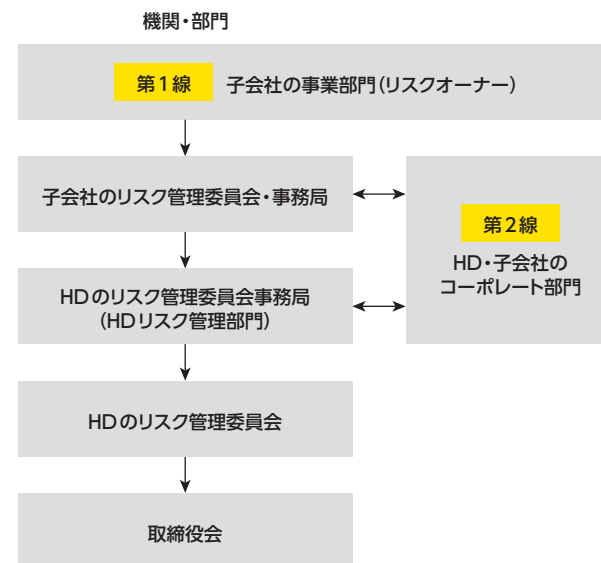 機関・部門
第1線 子会社の事業部門(リスクオーナー)
子会社のリスク管理委員会・事務局
第2線
HD・子会社の
コーポレート部門
HDのリスク管理委員会事務局
(HDリスク管理部門)
HDのリスク管理委員会
取締役会